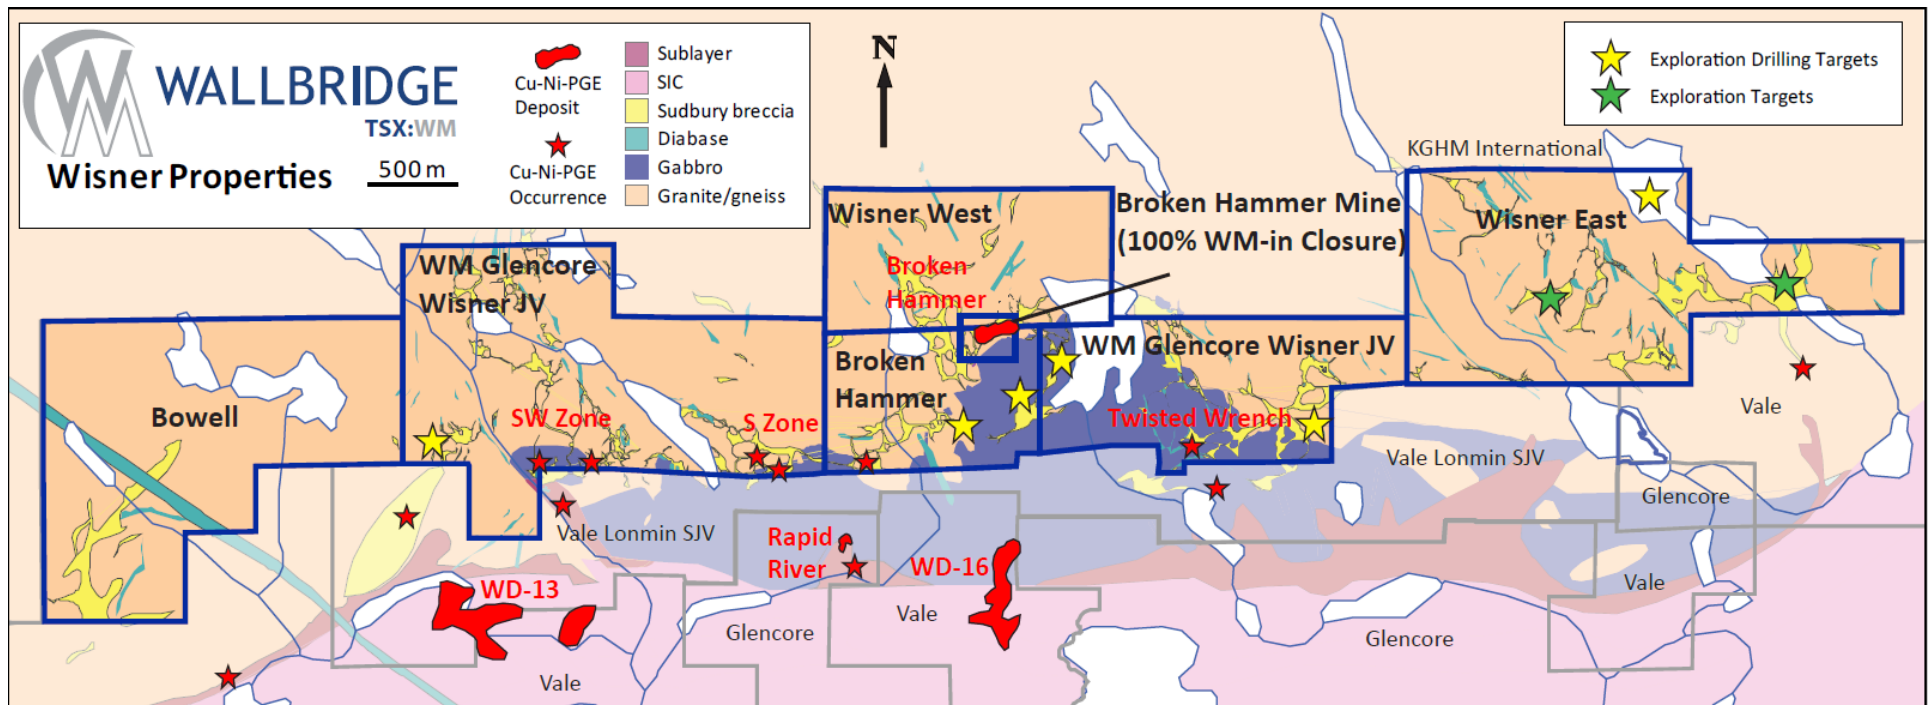 WALLBRIDGE
TSX:WM
Wisner Properties
500 m
Cu-Ni-PGE
Deposit
Cu-Ni-PGE
Occurrence
Sublayer
SIC
Sudbury breccia
Diabase
Gabbro
Granite/gneiss
N
Exploration Drilling Targets
Exploration Targets
KGHM International
Wisner West
Broken Hammer Mine
(100% WM-in Closure)
Wisner East
WM Glencore
Wisner JV
Broken
Hammer
Broken
Hammer
WM Glencore Wisner JV
Bowell
SW Zone
S Zone
Twisted Wrench
Vale
Vale Lonmin SJV
Glencore
Vale Lonmin SJV
Rapid
River
WD-16
WD-13
Vale
Vale
Glencore
Glencore
Vale